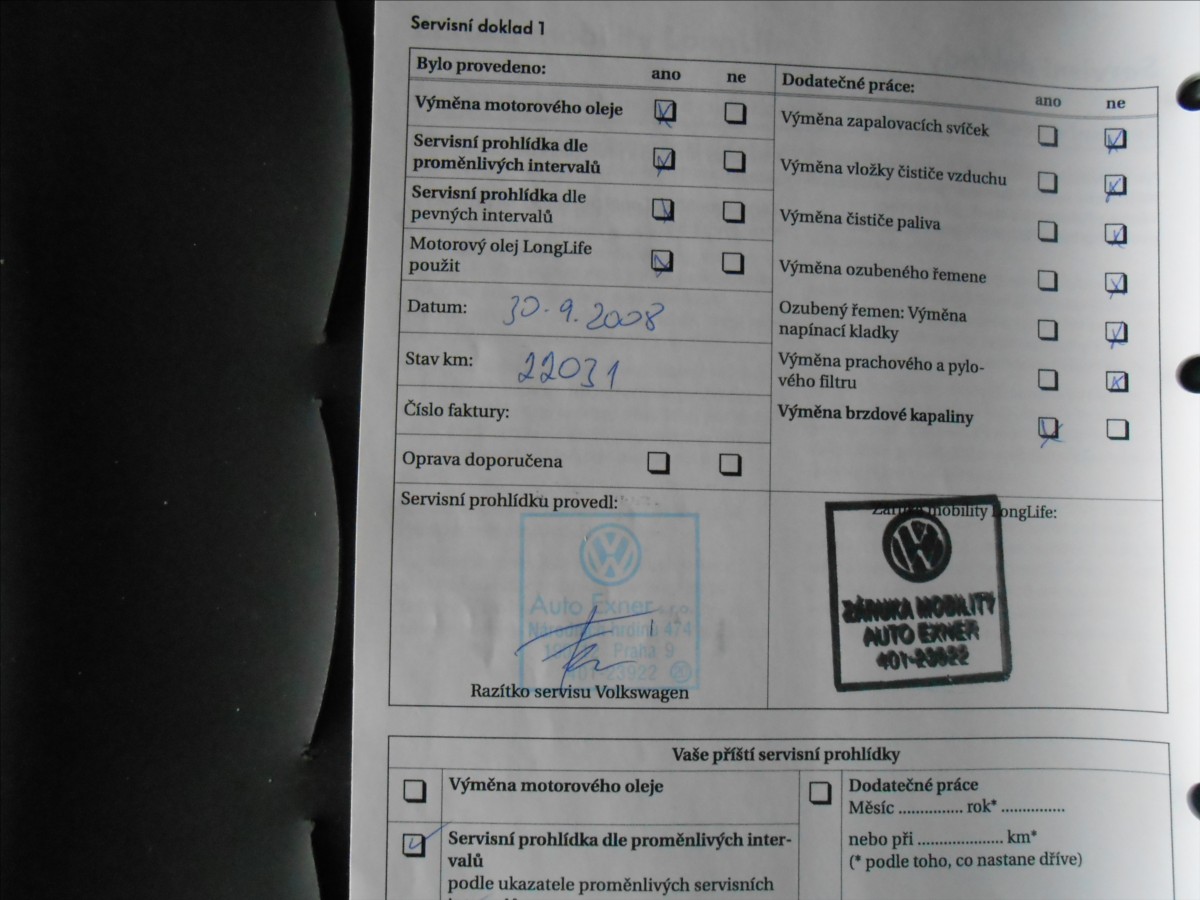 Servisní doklad 1
Bylo provedeno: ano ne
Výměna motorového oleje
Servisní prohlídka dle
proměnlivých intervalů
Servisní prohlídka dle
pevných intervalů
Motorový olej LongLife
použit
Datum: 30.9.2008
Stav km: 22031
Číslo faktury:
Oprava doporučena
Servisní prohlídku provedl:
Auto Exner s.r.o.
Národních hrdinů 474
Praha 9
401-23922
Razítko servisu Volkswagen
Dodatečné práce: ano ne
Výměna zapalovacích svíček
Výměna vložky čističe vzduchu
Výměna čističe paliva
Výměna ozubeného řemene
Ozubený řemen: Výměna
napínací kladky
Výměna prachového a pylo-
vého filtru
Výměna brzdové kapaliny
Záruka mobility LongLife:
ZÁRUKA MOBILITY
AUTO EXNER
401-23922
Vaše příští servisní prohlídky
Výměna motorového oleje
Servisní prohlídka dle proměnlivých inter-
valů
podle ukazatele proměnlivých servisních
Dodatečné práce
Měsíc .............. rok* ..............
nebo při .................... km*
(* podle toho, co nastane dříve)